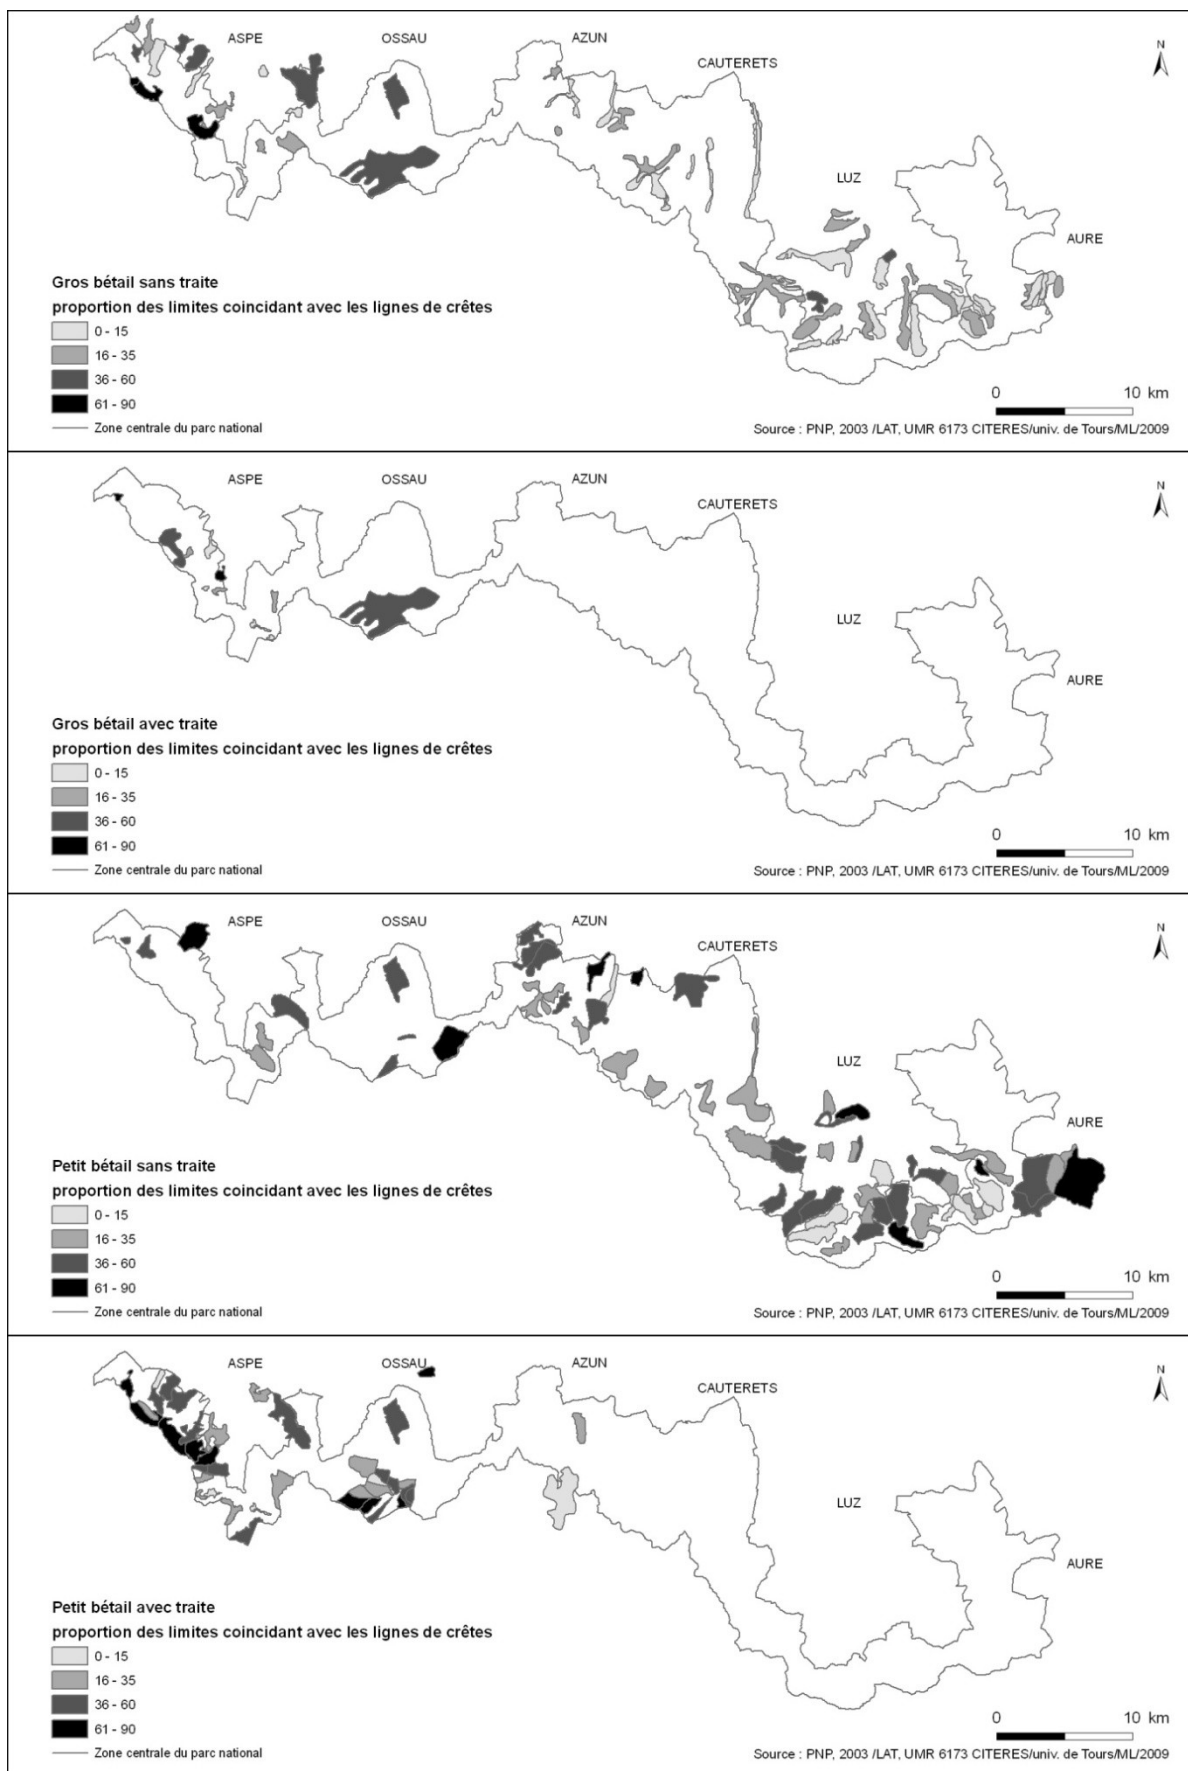 ASPE
OSSAU
AZUN
CAUTERETS
N
LUZ
AURE
Gros bétail sans traite
proportion des limites coincidant avec les lignes de crêtes
0 - 15
16 - 35
36 - 60
61 - 90
Zone centrale du parc national
0 10 km
Source : PNP, 2003 /LAT, UMR 6173 CITERES/univ. de Tours/ML/2009
ASPE
OSSAU
AZUN
CAUTERETS
N
LUZ
AURE
Gros bétail avec traite
proportion des limites coincidant avec les lignes de crêtes
0 - 15
16 - 35
36 - 60
61 - 90
Zone centrale du parc national
0 10 km
Source : PNP, 2003 /LAT, UMR 6173 CITERES/univ. de Tours/ML/2009
ASPE
OSSAU
AZUN
CAUTERETS
N
LUZ
AURE
Petit bétail sans traite
proportion des limites coincidant avec les lignes de crêtes
0 - 15
16 - 35
36 - 60
61 - 90
Zone centrale du parc national
0 10 km
Source : PNP, 2003 /LAT, UMR 6173 CITERES/univ. de Tours/ML/2009
ASPE
OSSAU
AZUN
CAUTERETS
N
LUZ
AURE
Petit bétail avec traite
proportion des limites coincidant avec les lignes de crêtes
0 - 15
16 - 35
36 - 60
61 - 90
Zone centrale du parc national
0 10 km
Source : PNP, 2003 /LAT, UMR 6173 CITERES/univ. de Tours/ML/2009